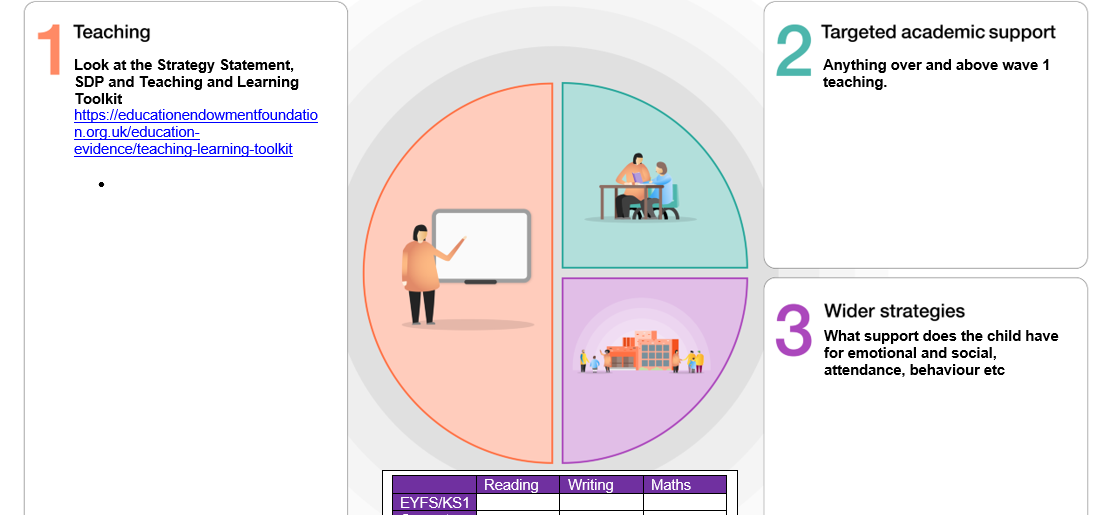 1
Teaching
Look at the Strategy Statement,
SDP and Teaching and Learning
Toolkit
https://educationendowmentfoundatio
n.org.uk/education-
evidence/teaching-learning-toolkit
•
2
Targeted academic support
Anything over and above wave 1
teaching.
3
Wider strategies
What support does the child have
for emotional and social,
attendance, behaviour etc
Reading Writing Maths
EYFS/KS1